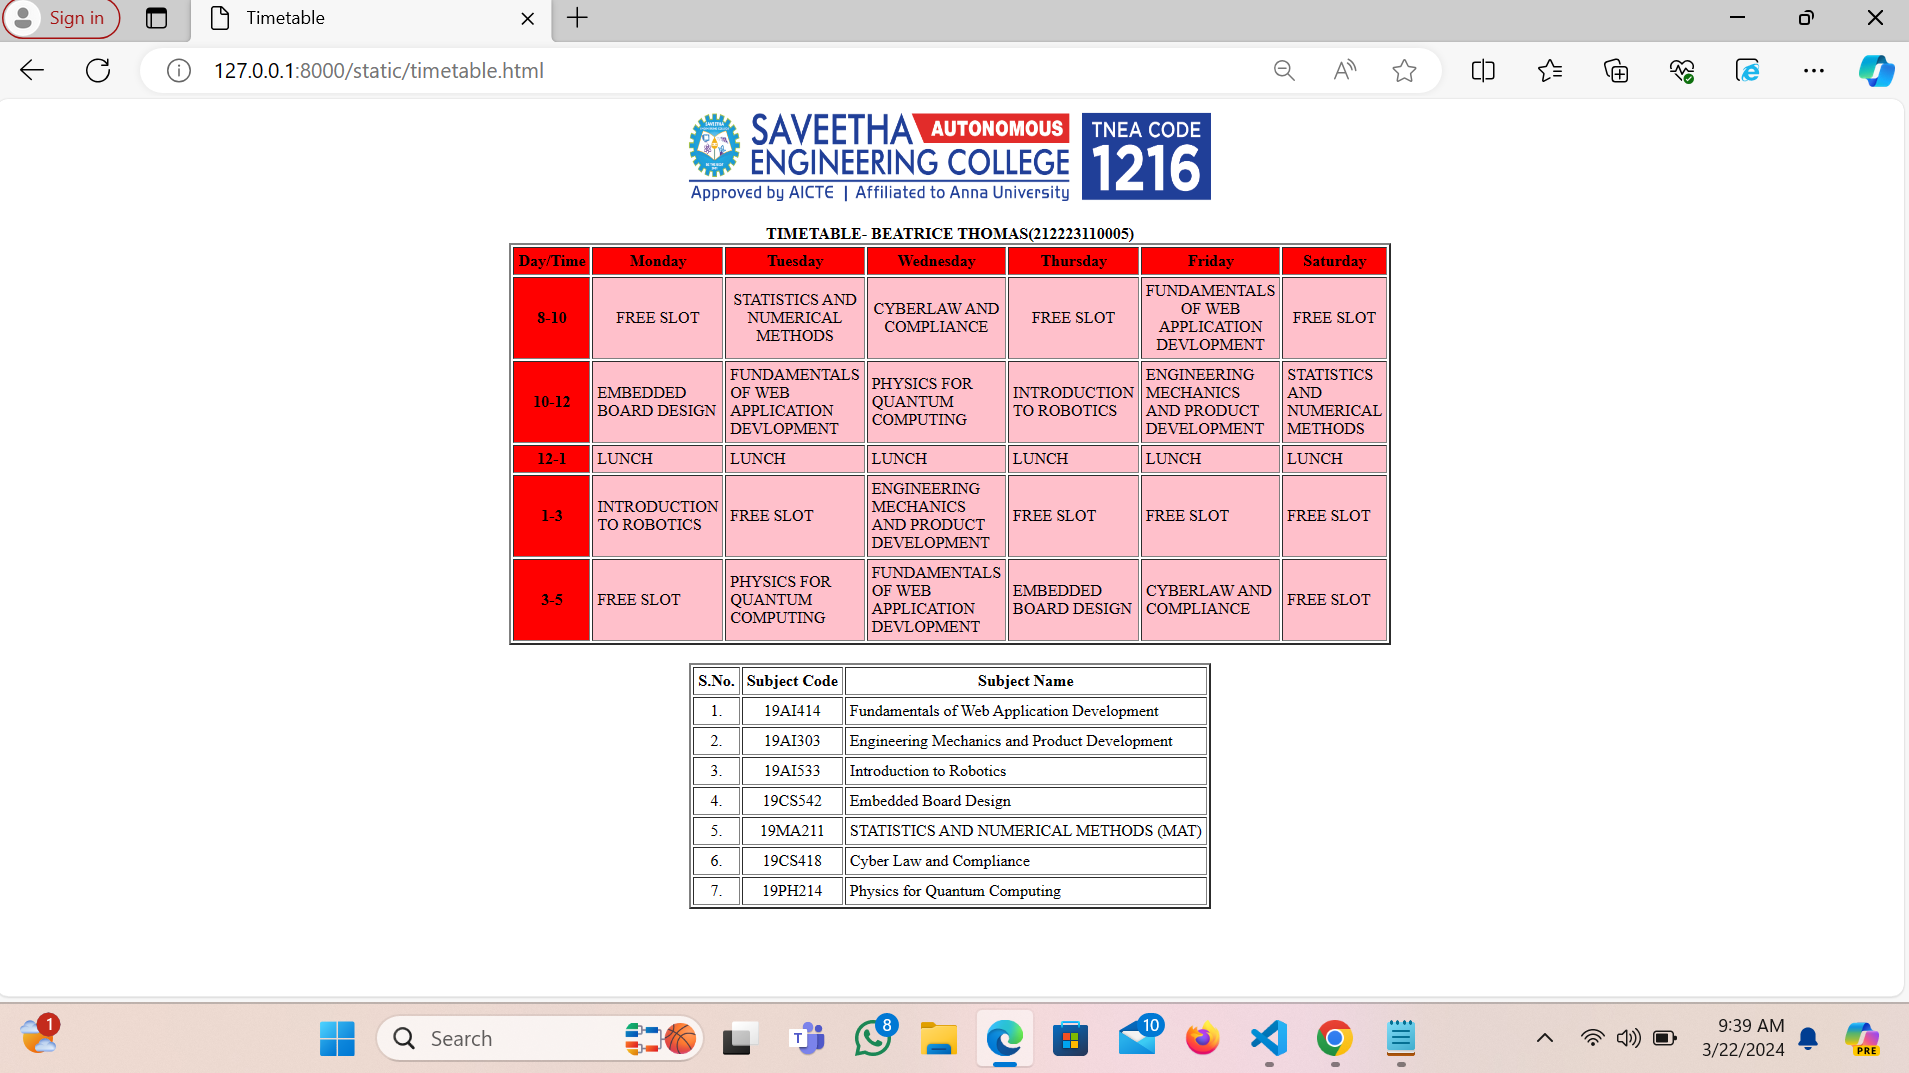 Sign in
Timetable
127.0.0.1:8000/static/timetable.html
SAVEETHA AUTONOMOUS
ENGINEERING COLLEGE
Approved by AICTE | Affiliated to Anna University
TNEA CODE
1216
TIMETABLE- BEATRICE THOMAS(212223110005)
Day/Time Monday Tuesday Wednesday Thursday Friday Saturday
8-10
FREE SLOT
STATISTICS AND
NUMERICAL
METHODS
CYBERLAW AND
COMPLIANCE
FREE SLOT
FUNDAMENTALS
OF WEB
APPLICATION
DEVLOPMENT
FREE SLOT
10-12
EMBEDDED
BOARD DESIGN
FUNDAMENTALS
OF WEB
APPLICATION
DEVLOPMENT
PHYSICS FOR
QUANTUM
COMPUTING
INTRODUCTION
TO ROBOTICS
ENGINEERING
MECHANICS
AND PRODUCT
DEVELOPMENT
STATISTICS
AND
NUMERICAL
METHODS
12-1 LUNCH LUNCH LUNCH LUNCH LUNCH LUNCH
1-3
INTRODUCTION
TO ROBOTICS
FREE SLOT
ENGINEERING
MECHANICS
AND PRODUCT
DEVELOPMENT
FREE SLOT
FREE SLOT
FREE SLOT
3-5
FREE SLOT
PHYSICS FOR
QUANTUM
COMPUTING
FUNDAMENTALS
OF WEB
APPLICATION
DEVLOPMENT
EMBEDDED
BOARD DESIGN
CYBERLAW AND
COMPLIANCE
FREE SLOT
S.No. Subject Code Subject Name
1. 19AI414 Fundamentals of Web Application Development
2. 19AI303 Engineering Mechanics and Product Development
3. 19AI533 Introduction to Robotics
4. 19CS542 Embedded Board Design
5. 19MA211 STATISTICS AND NUMERICAL METHODS (MAT)
6. 19CS418 Cyber Law and Compliance
7. 19PH214 Physics for Quantum Computing
1
Search
8
10
9:39 AM
3/22/2024
PRE